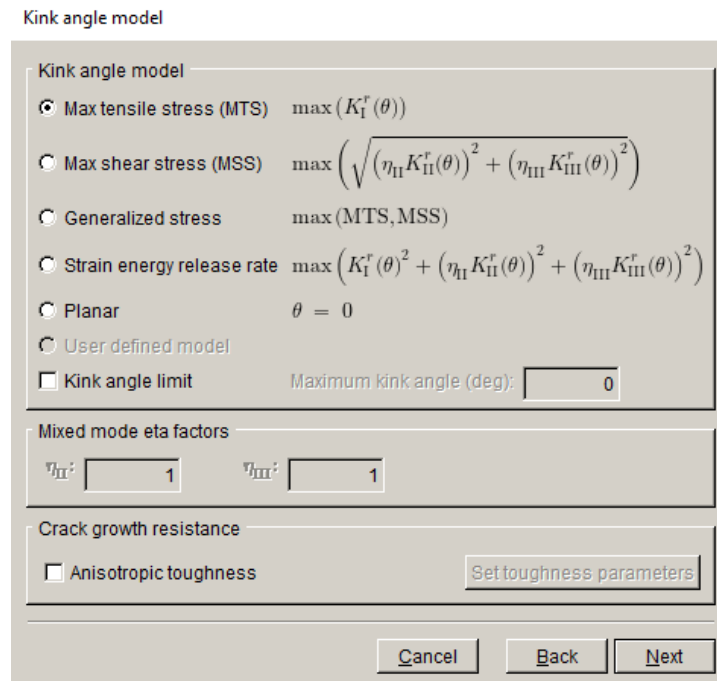 Kink angle model
Kink angle model
Max tensile stress (MTS) max (K_I^r(θ))
Max shear stress (MSS) max (√((η_II K_II^r(θ))^2 + (η_III K_III^r(θ))^2))
Generalized stress max (MTS,MSS)
Strain energy release rate max (K_I^r(θ)^2 + (η_II K_II^r(θ))^2 + (η_III K_III^r(θ))^2)
Planar θ = 0
User defined model
Kink angle limit Maximum kink angle (deg): 0
Mixed mode eta factors
η_II: 1 η_III: 1
Crack growth resistance
Anisotropic toughness Set toughness parameters
Cancel Back Next